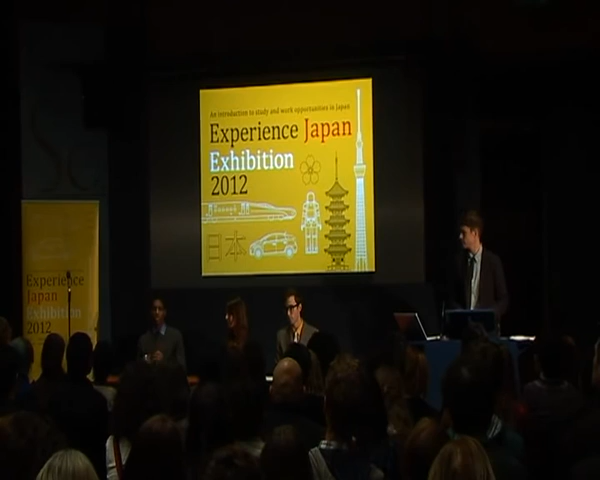 An introduction to study and work opportunities in Japan
Experience Japan
Exhibition
2012
日本
Experience
Japan
Exhibition
2012